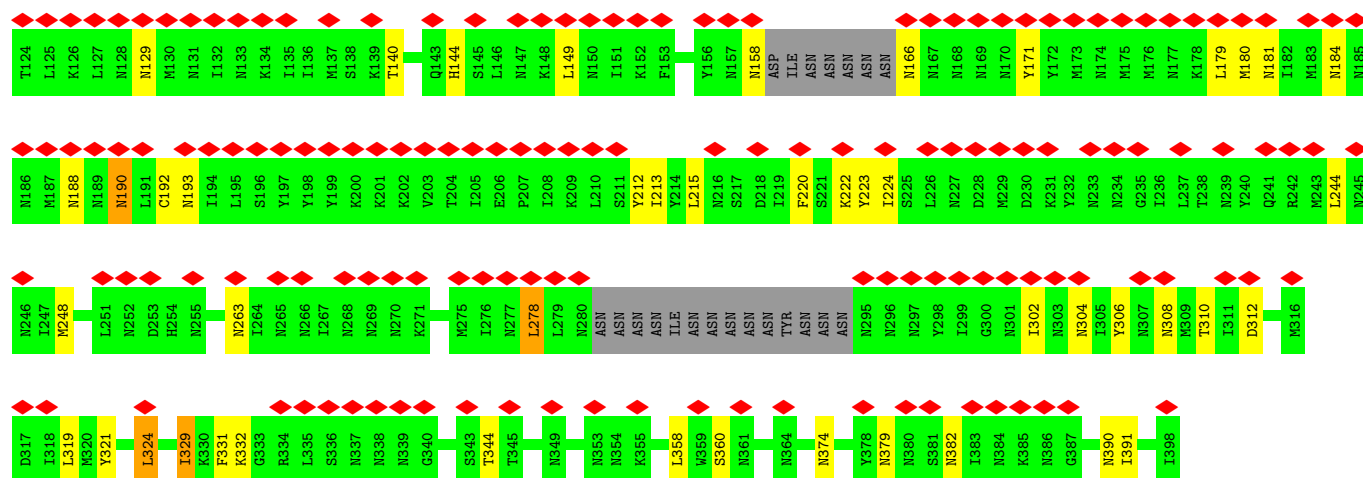 T124 L125 K126 L127 N128 N129 M130 N131 I132 N133 K134 I135 I136 M137 S138 K139 T140 Q143 H144 S145 L146 N147 K148 L149 N150 I151 K152 F153 Y156 N157 N158 ASP ILE ASN ASN ASN ASN ASN N166 N167 N168 N169 N170 Y171 Y172 M173 N174 M175 M176 N177 K178 L179 M180 N181 I182 M183 N184 N185
N186 M187 N188 N189 N190 L191 C192 N193 I194 L195 S196 Y197 Y198 Y199 K200 K201 K202 V203 T204 I205 E206 P207 I208 K209 L210 S211 Y212 I213 Y214 L215 N216 S217 D218 I219 F220 S221 K222 Y223 I224 S225 L226 N227 D228 M229 D230 K231 Y232 N233 N234 G235 I236 L237 T238 N239 Y240 Q241 R242 M243 L244 N245
N246 I247 M248 L251 N252 D253 H254 N255 N263 I264 N265 N266 I267 N268 N269 N270 K271 M275 I276 N277 L278 L279 N280 ASN ASN ASN ASN ILE ASN ASN ASN ASN ASN TYR ASN ASN ASN N295 N296 N297 Y298 I299 G300 N301 I302 N303 N304 I305 Y306 N307 N308 M309 T310 I311 D312 M316
D317 I318 L319 M320 Y321 L324 I329 K330 F331 K332 G333 R334 L335 S336 N337 N338 N339 G340 S343 T344 T345 N349 N353 N354 K355 L358 W359 S360 N361 N364 N374 Y378 N379 N380 S381 N382 I383 N384 K385 N386 G387 N390 I391 I398